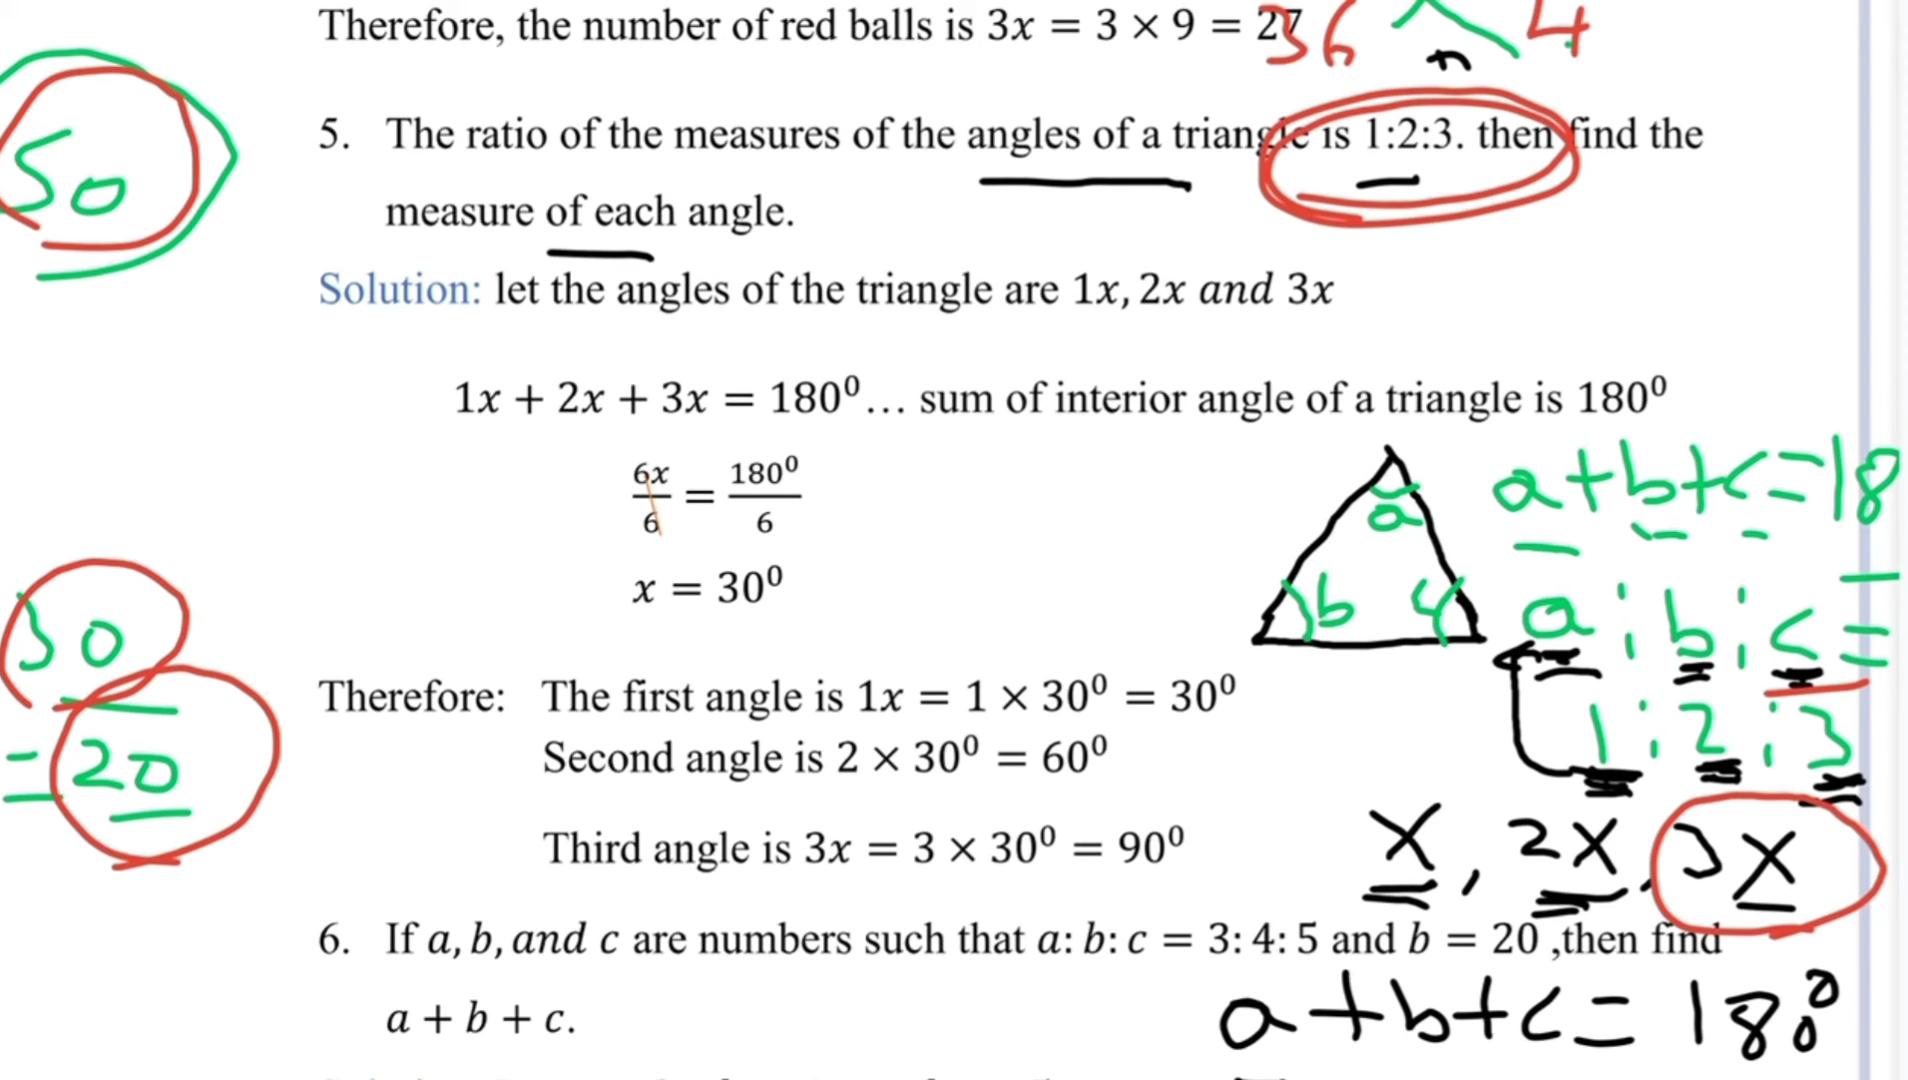 Therefore, the number of red balls is 3x = 3 × 9 = 27
36 4
50
5. The ratio of the measures of the angles of a triangle is 1:2:3. then find the
measure of each angle.
Solution: let the angles of the triangle are 1x, 2x and 3x
1x + 2x + 3x = 180⁰… sum of interior angle of a triangle is 180⁰
6x/6 = 180⁰/6
a+b+c=18
a
b
x = 30⁰
a:b:c=
30
Therefore: The first angle is 1x = 1 × 30⁰ = 30⁰
1:2:3
Second angle is 2 × 30⁰ = 60⁰
=20
Third angle is 3x = 3 × 30⁰ = 90⁰
x, 2x, 3x
6. If a, b, and c are numbers such that a: b: c = 3: 4: 5 and b = 20 ,then find
a + b + c.
a+b+c=180⁰